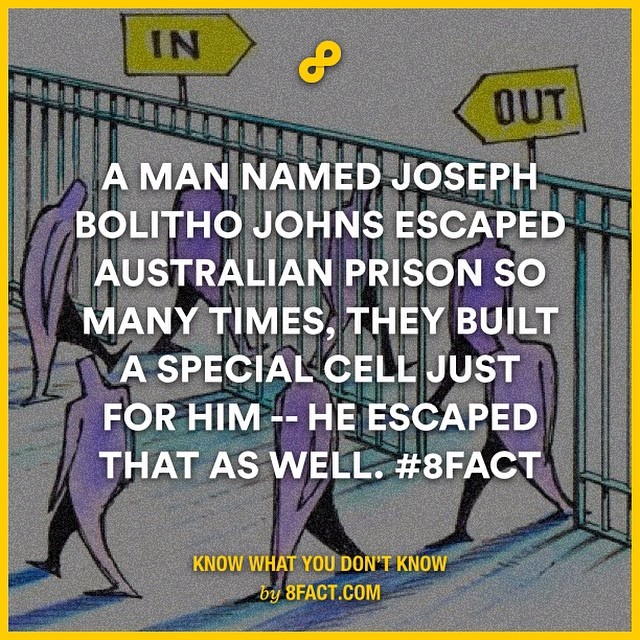 IN
OUT
A MAN NAMED JOSEPH
BOLITHO JOHNS ESCAPED
AUSTRALIAN PRISON SO
MANY TIMES, THEY BUILT
A SPECIAL CELL JUST
FOR HIM -- HE ESCAPED
THAT AS WELL. #8FACT
KNOW WHAT YOU DON'T KNOW
by 8FACT.COM